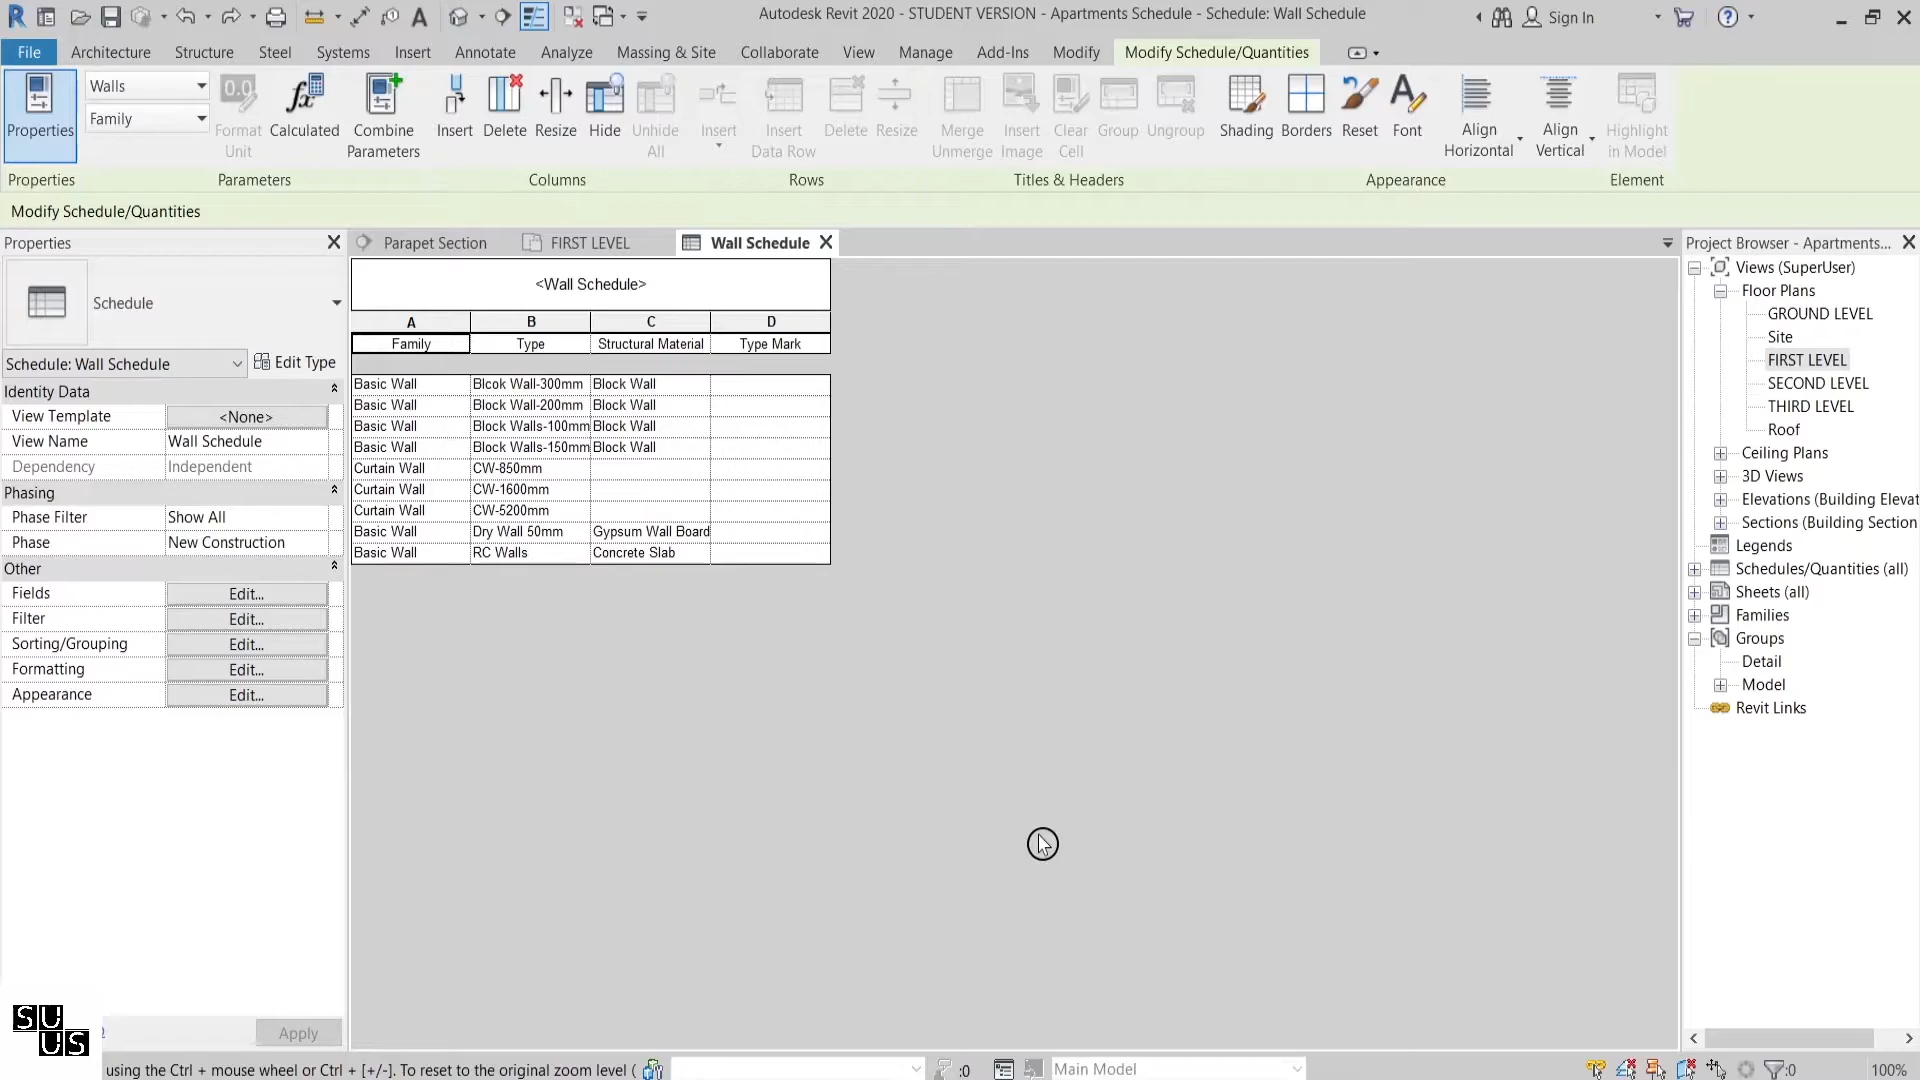 Autodesk Revit 2020 - STUDENT VERSION - Apartments Schedule - Schedule: Wall Schedule
Sign In
File Architecture Structure Steel Systems Insert Annotate Analyze Massing & Site Collaborate View Manage Add-Ins Modify Modify Schedule/Quantities
Properties
Walls
Family
Format Unit
Calculated
Combine Parameters
Insert
Delete
Resize
Hide
Unhide All
Insert
Insert Data Row
Delete
Resize
Merge Unmerge
Insert Image
Clear Cell
Group
Ungroup
Shading
Borders
Reset
Font
Align Horizontal
Align Vertical
Highlight in Model
Properties Parameters Columns Rows Titles & Headers Appearance Element
Modify Schedule/Quantities
Properties
Schedule
Schedule: Wall Schedule
Edit Type
Identity Data
View Template <None>
View Name Wall Schedule
Dependency Independent
Phasing
Phase Filter Show All
Phase New Construction
Other
Fields Edit...
Filter Edit...
Sorting/Grouping Edit...
Formatting Edit...
Appearance Edit...
Apply
Parapet Section FIRST LEVEL Wall Schedule
<Wall Schedule>
A B C D
Family Type Structural Material Type Mark
Basic Wall Blcok Wall-300mm Block Wall
Basic Wall Block Wall-200mm Block Wall
Basic Wall Block Walls-100mm Block Wall
Basic Wall Block Walls-150mm Block Wall
Curtain Wall CW-850mm
Curtain Wall CW-1600mm
Curtain Wall CW-5200mm
Basic Wall Dry Wall 50mm Gypsum Wall Board
Basic Wall RC Walls Concrete Slab
Project Browser - Apartments...
Views (SuperUser)
Floor Plans
GROUND LEVEL
Site
FIRST LEVEL
SECOND LEVEL
THIRD LEVEL
Roof
Ceiling Plans
3D Views
Elevations (Building Elevat
Sections (Building Section
Legends
Schedules/Quantities (all)
Sheets (all)
Families
Groups
Detail
Model
Revit Links
SU
US
using the Ctrl + mouse wheel or Ctrl + [+/-]. To reset to the original zoom level (
:0
Main Model
:0
100%